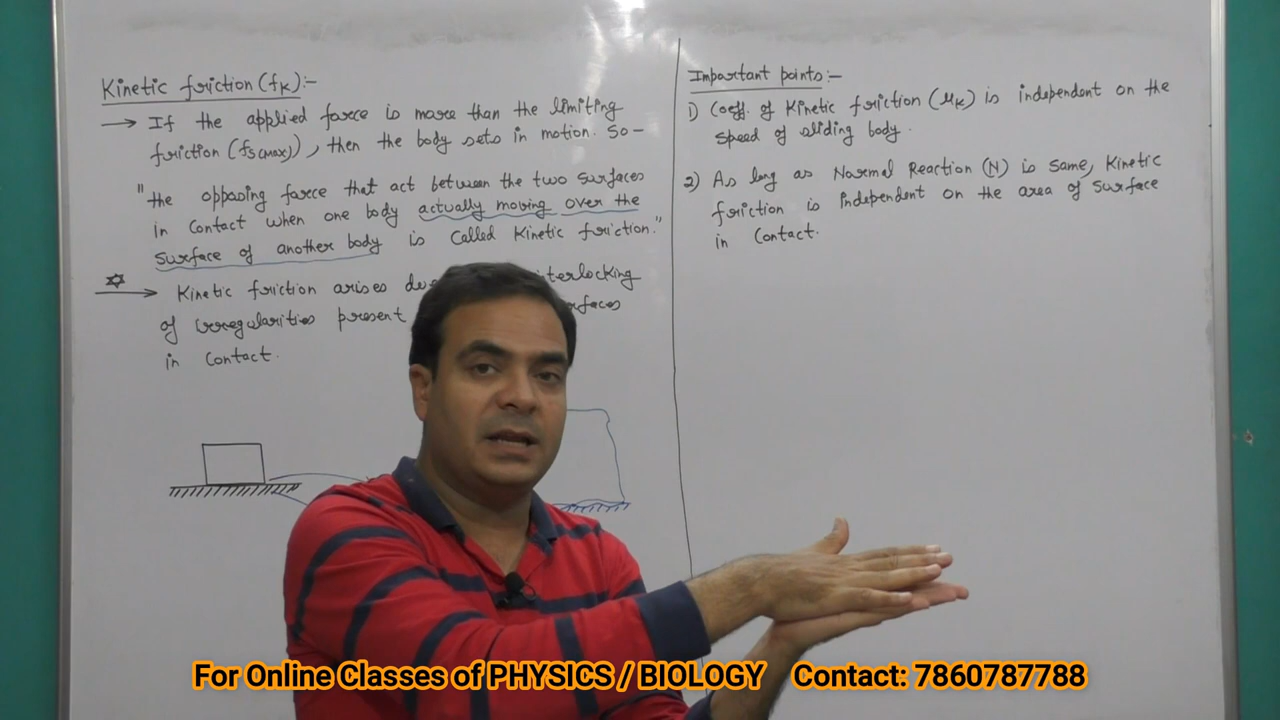 Kinetic friction (fK):-
→ If the applied force is more than the limiting
friction (fS(max)), then the body sets in motion. So-
"the opposing force that act between the two surfaces
in contact when one body actually moving over the
surface of another body is called Kinetic friction."
Kinetic friction arises interlocking
of irregularities present
in contact.
Important points:-
1) Coeff. of Kinetic friction (μK) is independent on the
speed of sliding body.
2) As long as Normal Reaction (N) is same, Kinetic
friction is independent on the area of surface
in contact.
For Online Classes of PHYSICS / BIOLOGY Contact: 7860787788